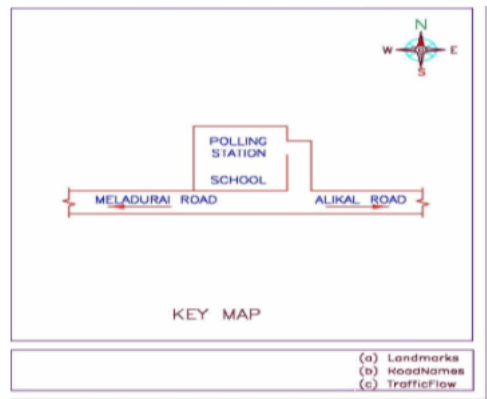 N
W E
S
POLLING
STATION
SCHOOL
MELADURAI ROAD ALIKAL ROAD
KEY MAP
(a) Landmarks
(b) RoadNames
(c) TrafficFlow